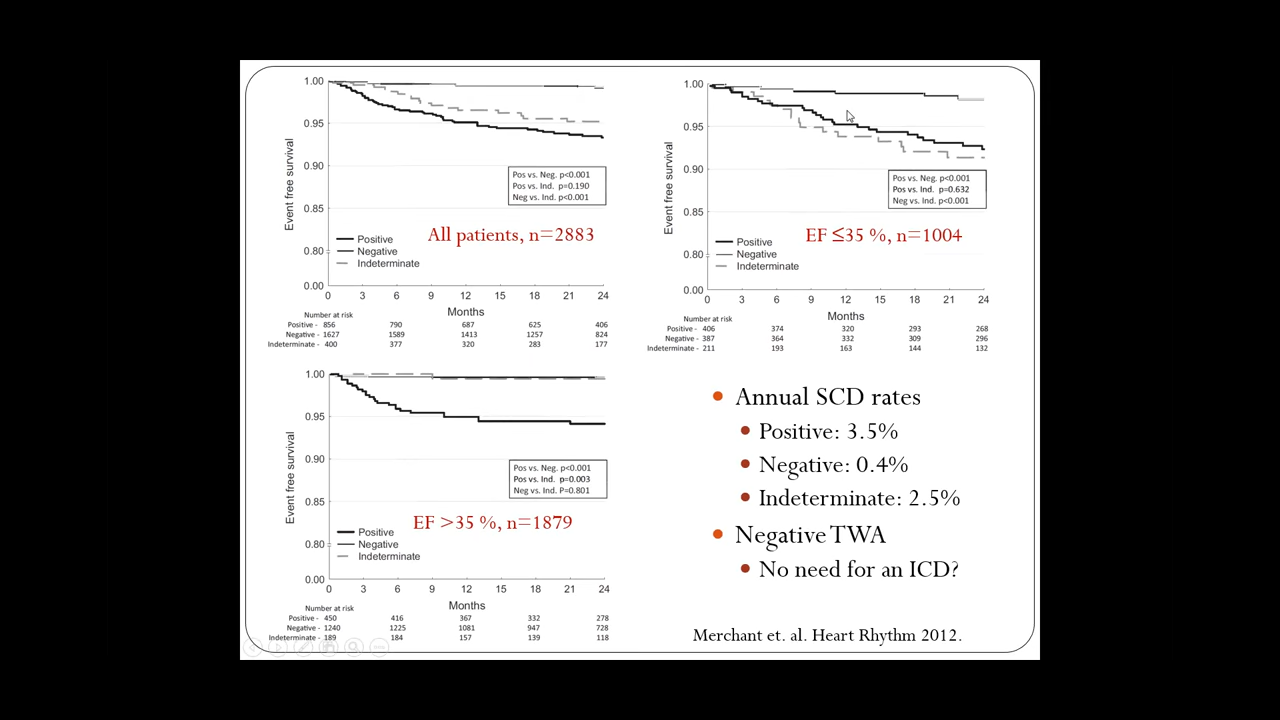 1.00
0.95
0.90
0.85
0.80
0.00
Event free survival
Pos vs. Neg. p<0.001
Pos vs. Ind. p=0.190
Neg vs. Ind. p<0.001
All patients, n=2883
Positive
Negative
Indeterminate
0 3 6 9 12 15 18 21 24
Months
Number at risk
Positive - 856 790 687 625 406
Negative - 1627 1589 1413 1257 824
Indeterminate - 400 377 320 283 177
1.00
0.95
0.90
0.85
0.80
0.00
Event free survival
Pos vs. Neg. p<0.001
Pos vs. Ind. p=0.632
Neg vs. Ind. p<0.001
EF ≤35 %, n=1004
Positive
Negative
Indeterminate
0 3 6 9 12 15 18 21 24
Months
Number at risk
Positive - 406 374 320 293 268
Negative - 387 364 332 309 296
Indeterminate - 211 193 163 144 132
1.00
0.95
0.90
0.85
0.80
0.00
Event free survival
Pos vs. Neg. p<0.001
Pos vs. Ind. p=0.003
Neg vs. Ind. P=0.801
EF >35 %, n=1879
Positive
Negative
Indeterminate
0 3 6 9 12 15 18 21 24
Months
Number at risk
Positive - 450 416 367 332 278
Negative - 1240 1225 1081 947 728
Indeterminate - 189 184 157 139 118
Annual SCD rates
Positive: 3.5%
Negative: 0.4%
Indeterminate: 2.5%
Negative TWA
No need for an ICD?
Merchant et. al. Heart Rhythm 2012.